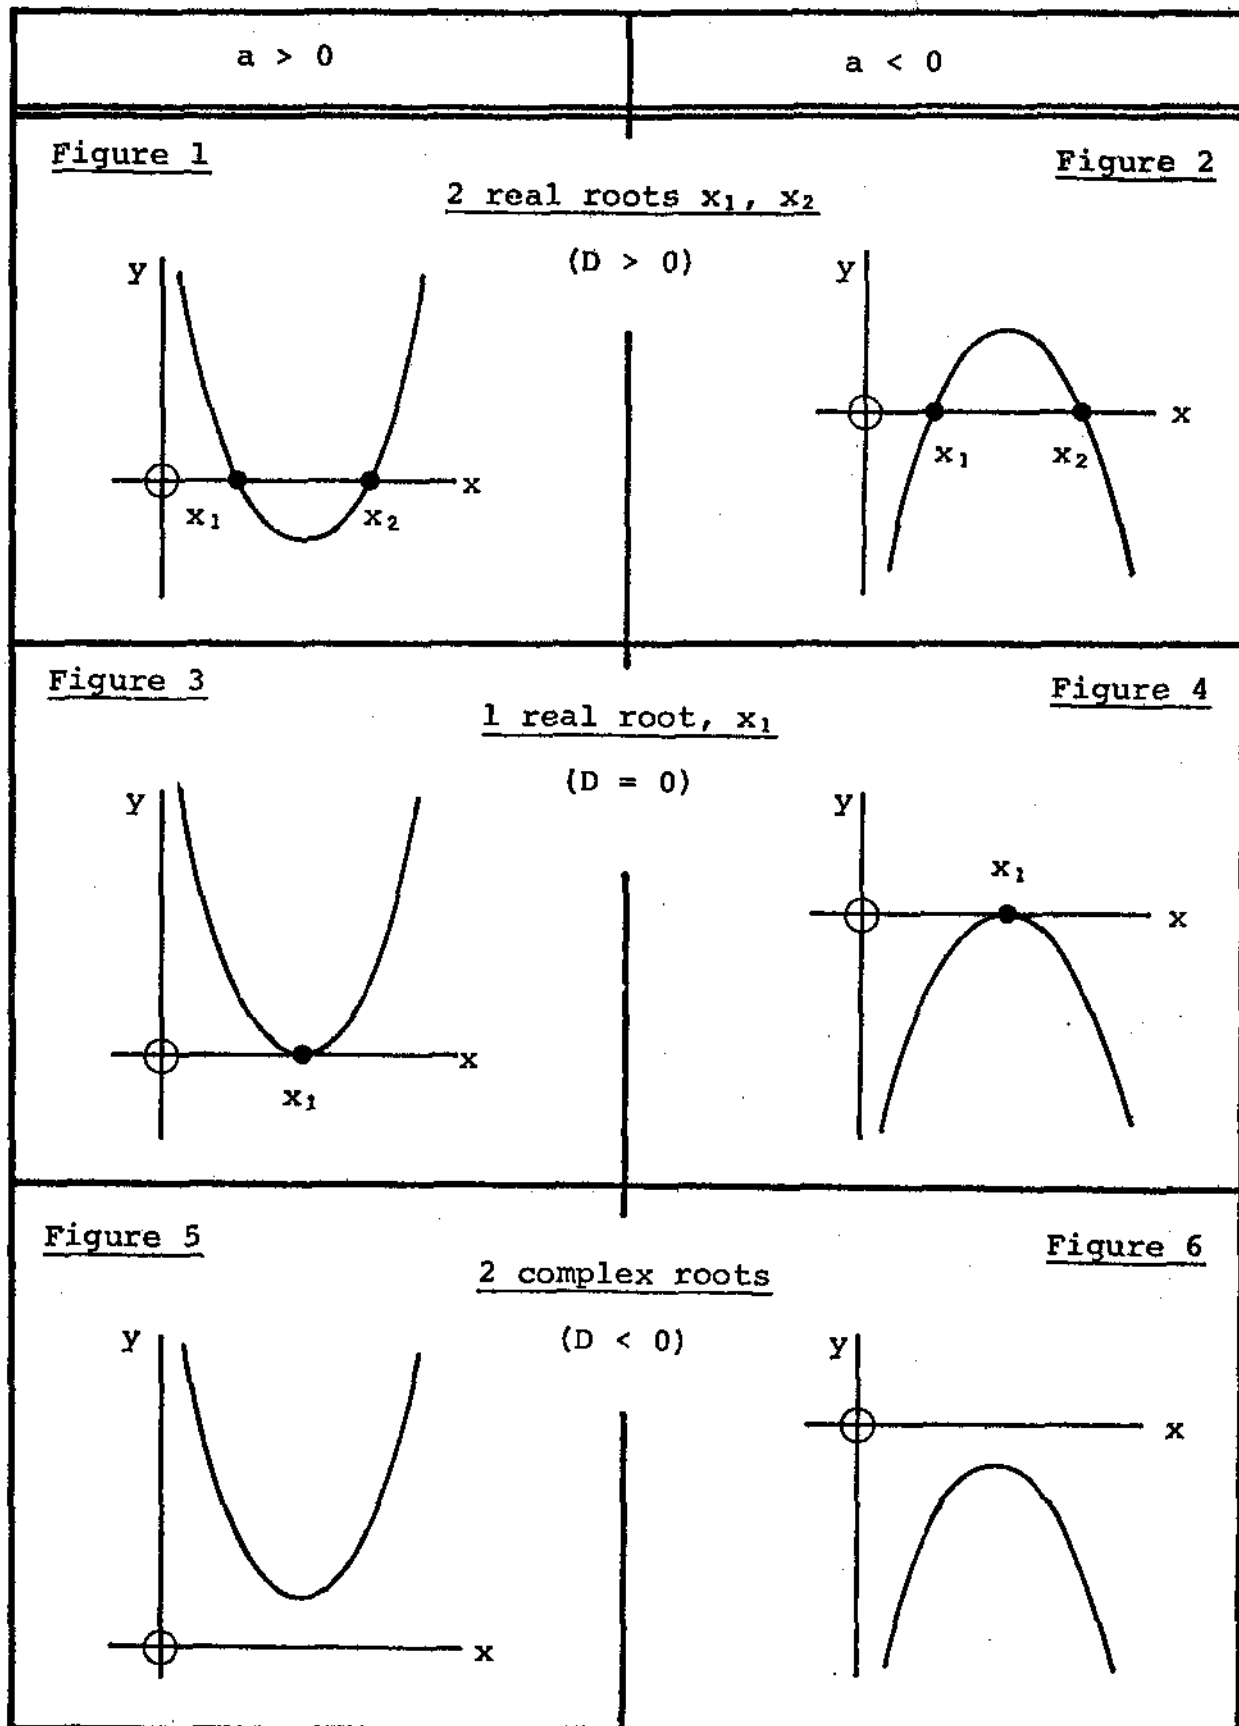 a > 0
a < 0
Figure 1
Figure 2
2 real roots x₁, x₂
(D > 0)
y
y
x
x₁
x₂
x
x₁
x₂
Figure 3
Figure 4
1 real root, x₁
(D = 0)
y
y
x₁
x
x
x₁
Figure 5
Figure 6
2 complex roots
(D < 0)
y
y
x
x